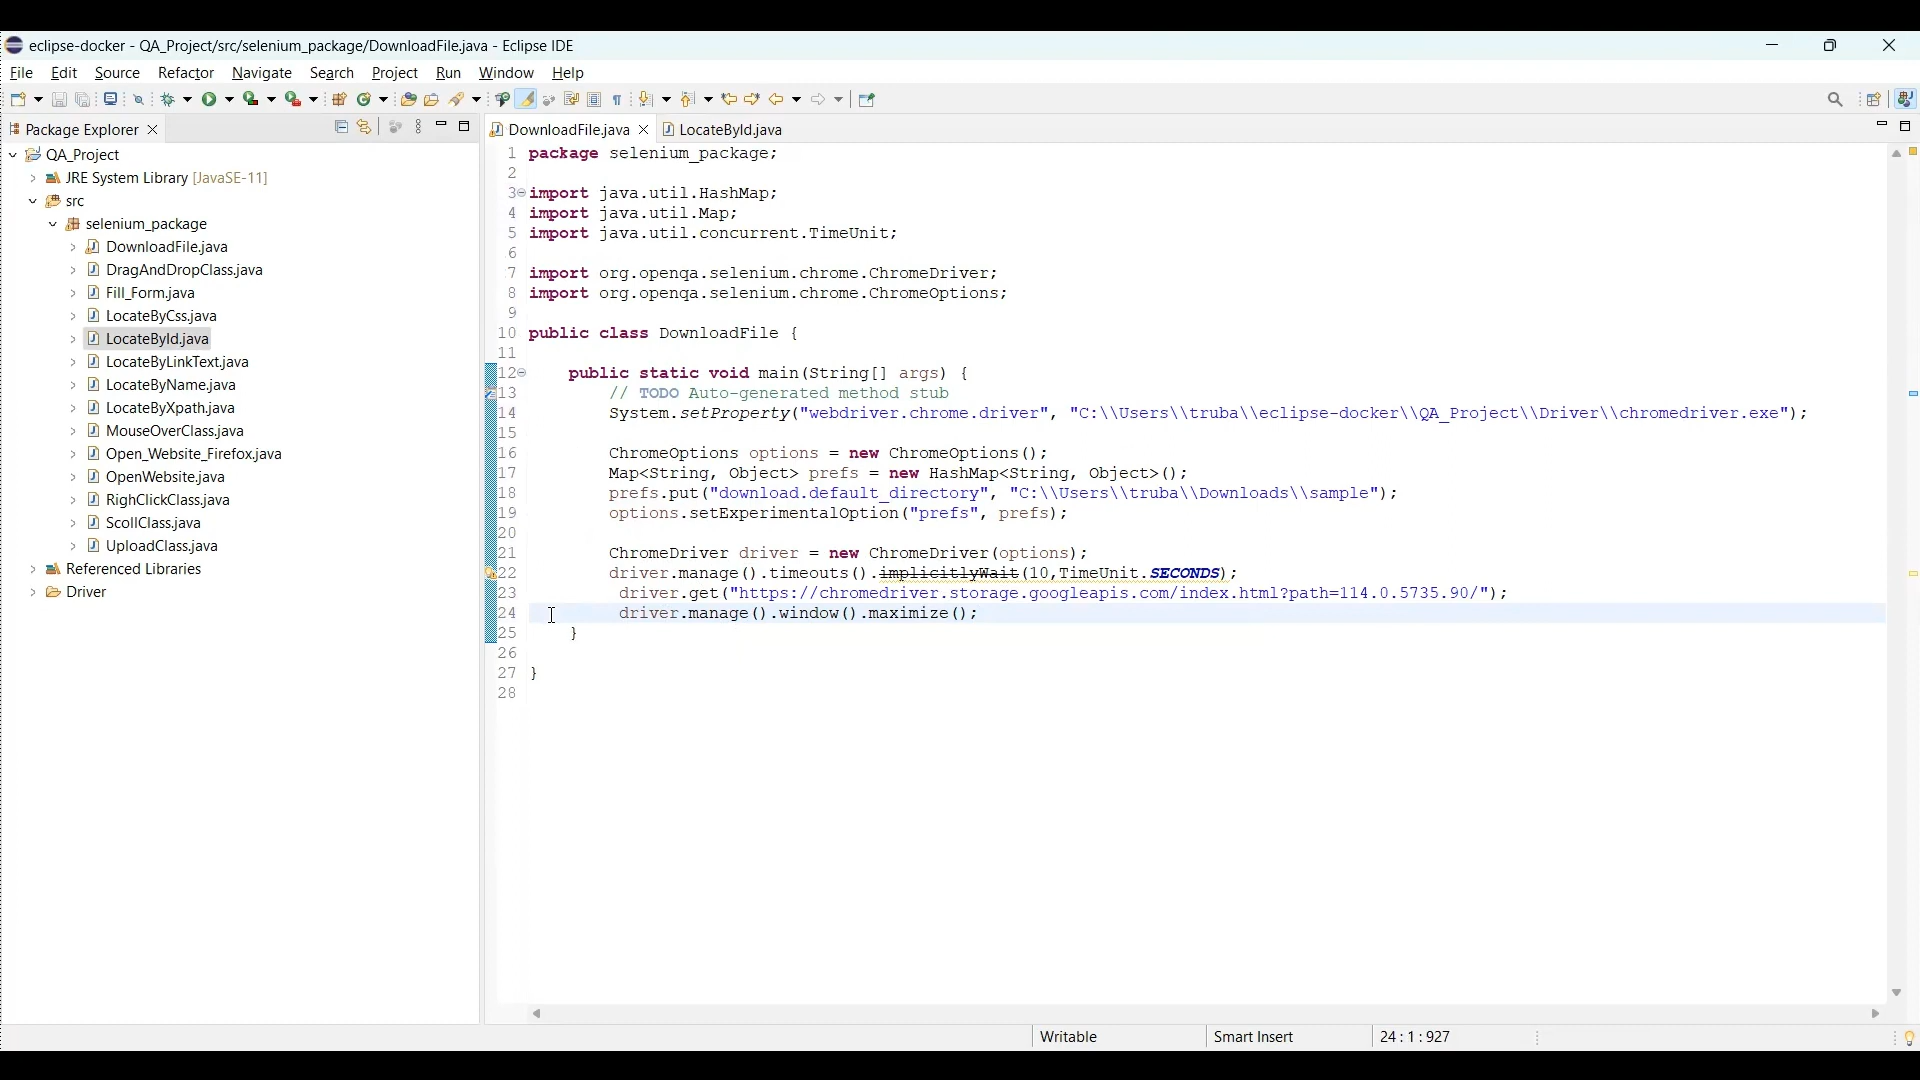 eclipse-docker - QA_Project/src/selenium_package/DownloadFile.java - Eclipse IDE
File Edit Source Refactor Navigate Search Project Run Window Help
Package Explorer
QA_Project
JRE System Library [JavaSE-11]
src
selenium_package
DownloadFile.java
DragAndDropClass.java
Fill_Form.java
LocateByCss.java
LocateById.java
LocateByLinkText.java
LocateByName.java
LocateByXpath.java
MouseOverClass.java
Open_Website_Firefox.java
OpenWebsite.java
RighClickClass.java
ScollClass.java
UploadClass.java
Referenced Libraries
Driver
DownloadFile.java LocateById.java
1 package selenium_package;
2
3 import java.util.HashMap;
4 import java.util.Map;
5 import java.util.concurrent.TimeUnit;
6
7 import org.openqa.selenium.chrome.ChromeDriver;
8 import org.openqa.selenium.chrome.ChromeOptions;
9
10 public class DownloadFile {
11
12 public static void main(String[] args) {
13 // TODO Auto-generated method stub
14 System.setProperty("webdriver.chrome.driver", "C:\\Users\\truba\\eclipse-docker\\QA_Project\\Driver\\chromedriver.exe");
15
16 ChromeOptions options = new ChromeOptions();
17 Map<String, Object> prefs = new HashMap<String, Object>();
18 prefs.put("download.default_directory", "C:\\Users\\truba\\Downloads\\sample");
19 options.setExperimentalOption("prefs", prefs);
20
21 ChromeDriver driver = new ChromeDriver(options);
22 driver.manage().timeouts().implicitlyWait(10,TimeUnit.SECONDS);
23 driver.get("https://chromedriver.storage.googleapis.com/index.html?path=114.0.5735.90/");
24 driver.manage().window().maximize();
25 }
26
27 }
28
Writable Smart Insert 24 : 1 : 927